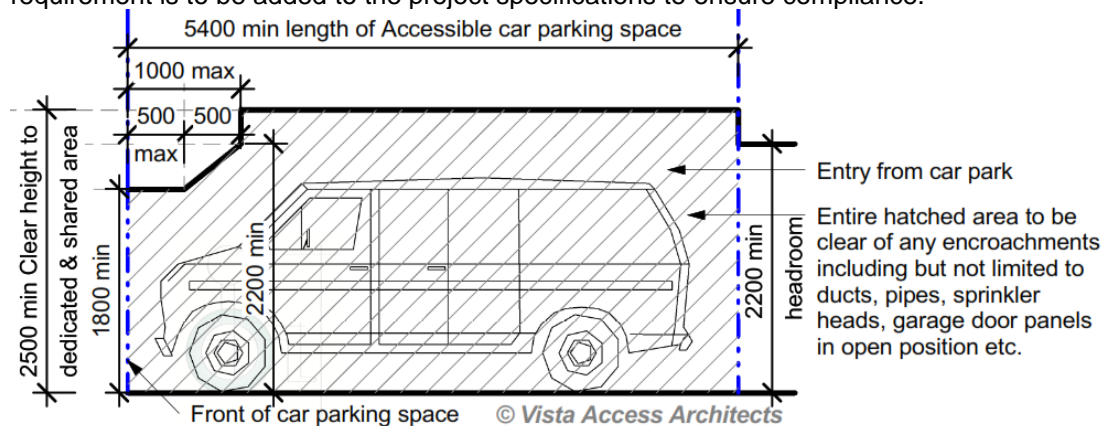 requirement is to be added to the project specifications to ensure compliance.
5400 min length of Accessible car parking space
1000 max
500
500
max
2500 min Clear height to
dedicated & shared area
1800 min
2200 min
2200 min
headroom
Entry from car park
Entire hatched area to be
clear of any encroachments
including but not limited to
ducts, pipes, sprinkler
heads, garage door panels
in open position etc.
Front of car parking space
© Vista Access Architects